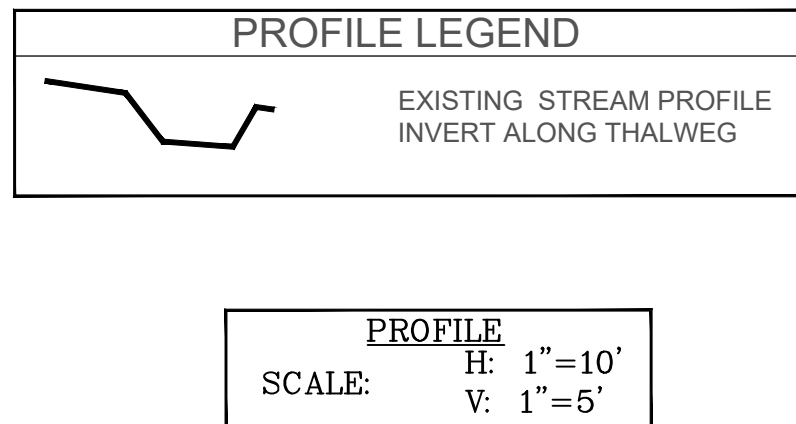 PROFILE LEGEND
EXISTING STREAM PROFILE
INVERT ALONG THALWEG
PROFILE
SCALE: H: 1"=10'
V: 1"=5'